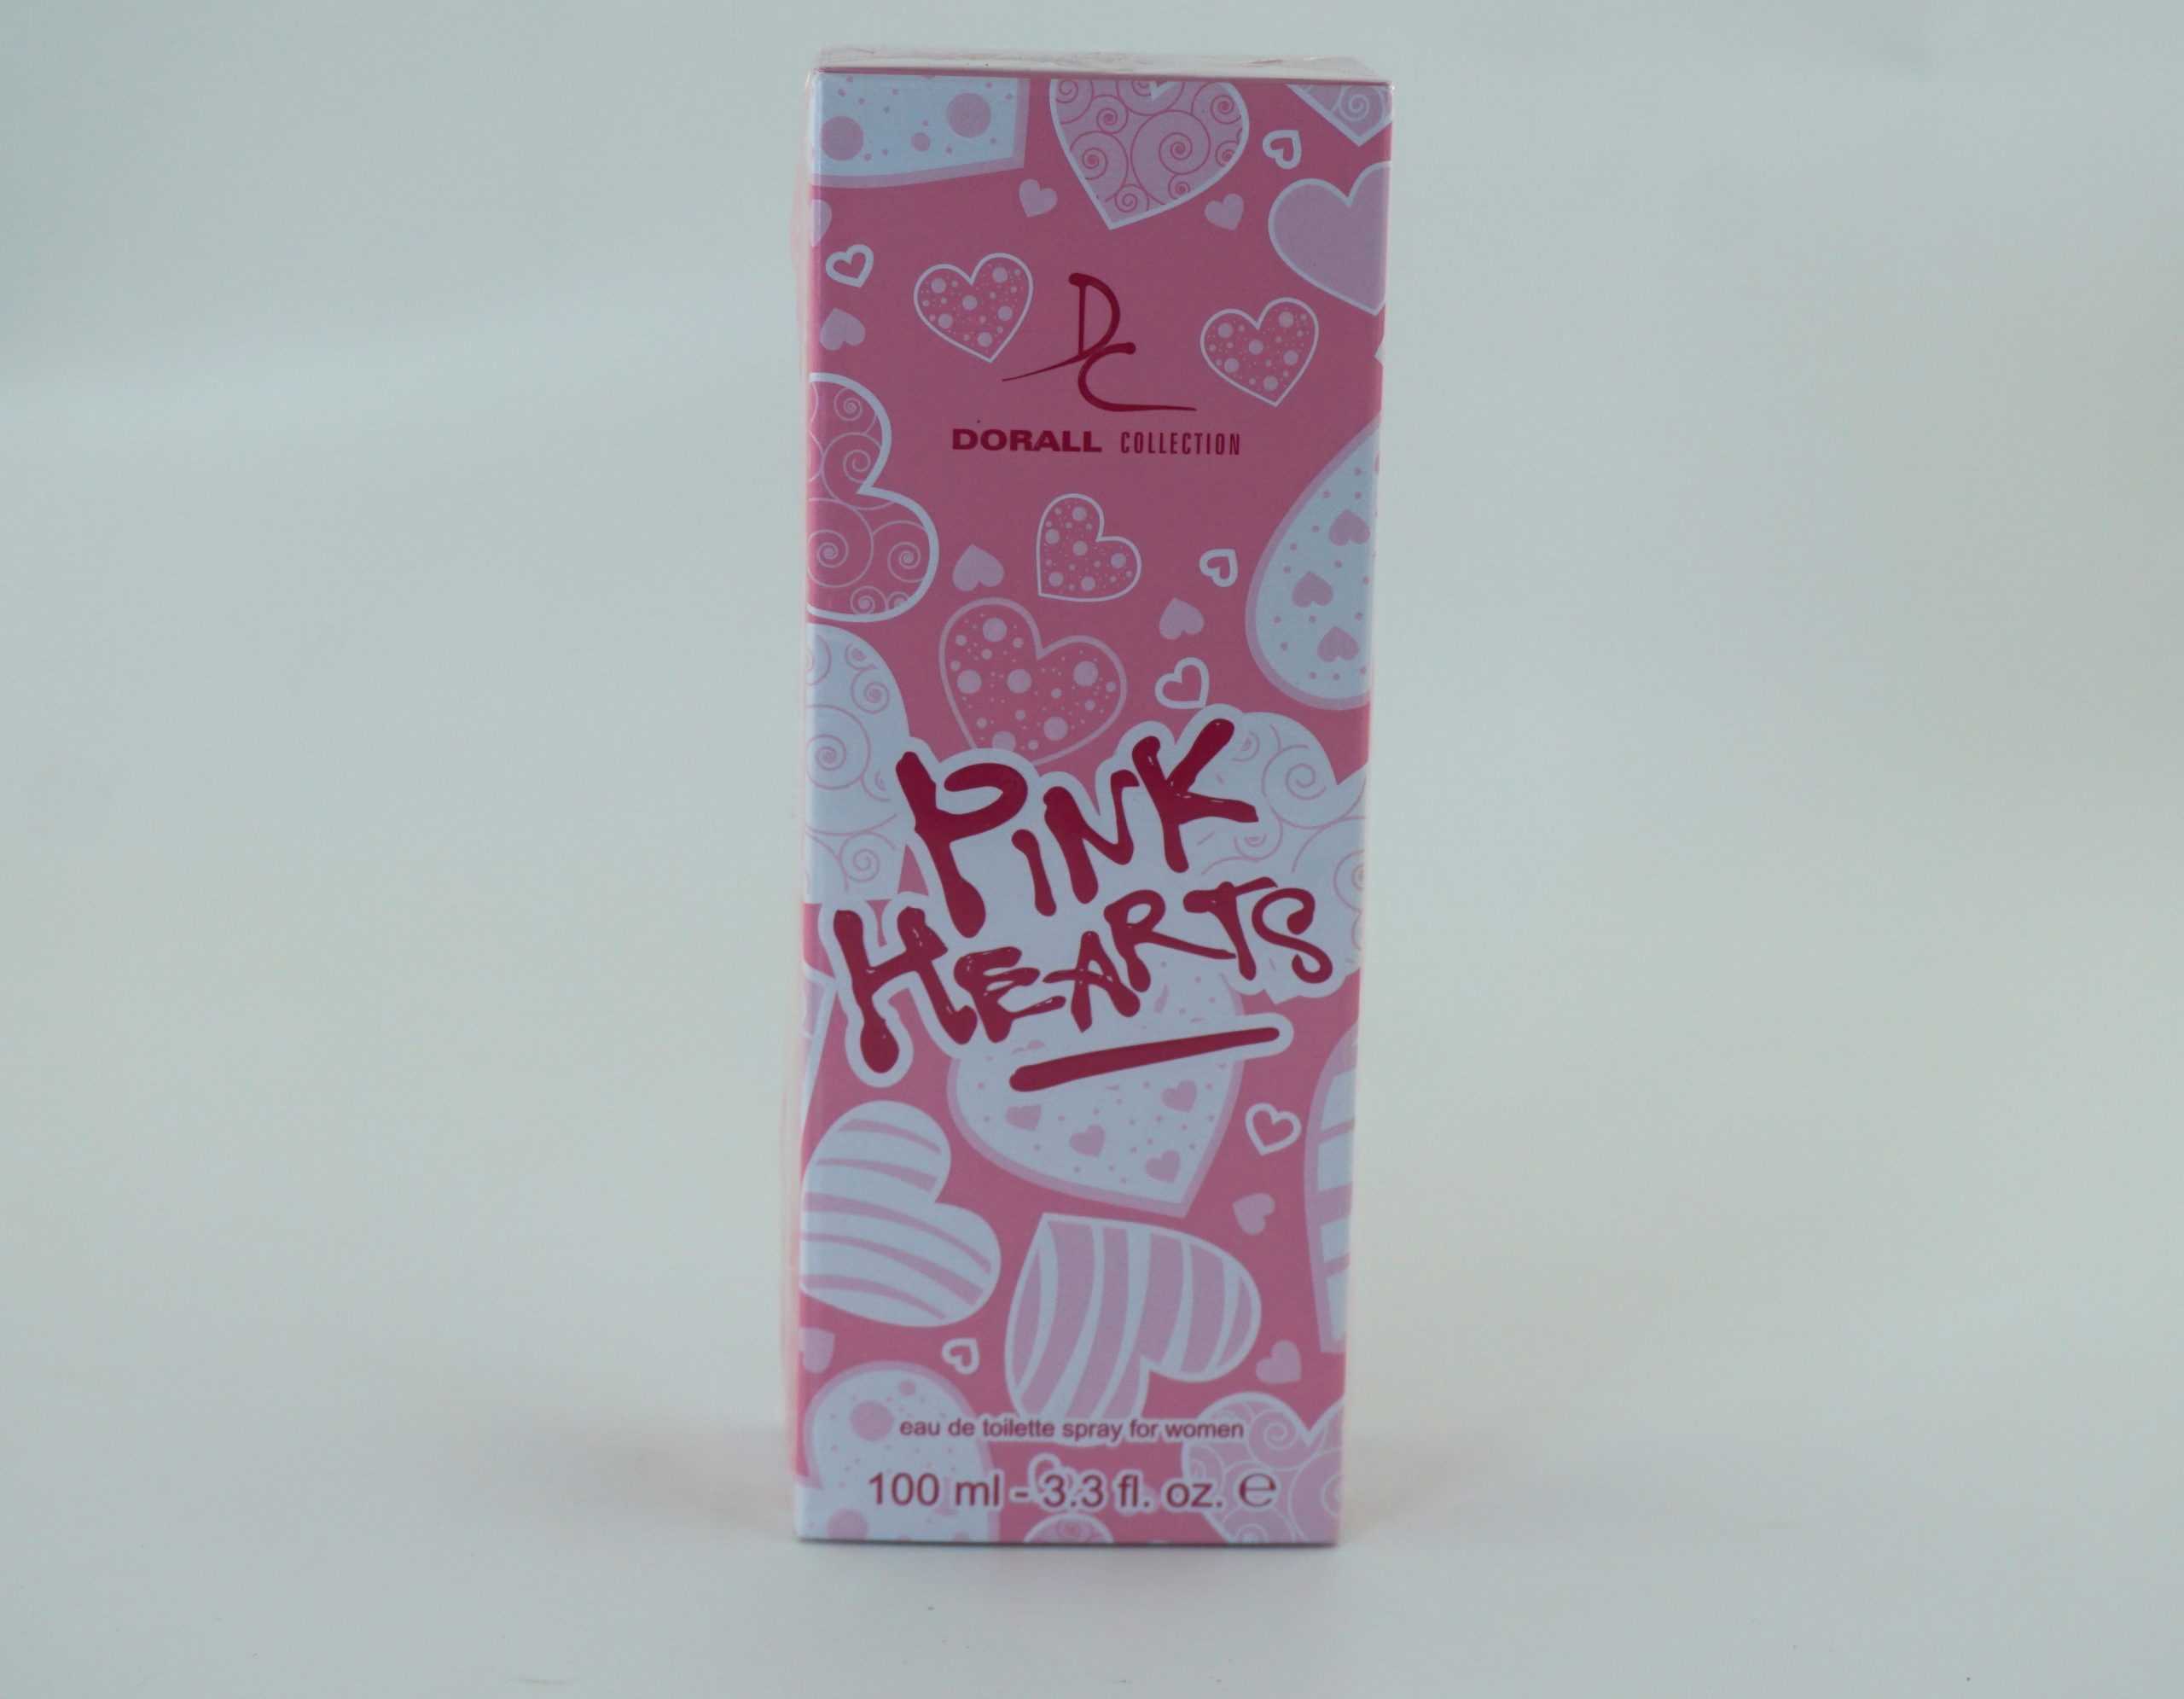 DC
DORALL COLLECTION
PINK
HEARTS
eau de toilette spray for women
100 ml - 3.3 fl. oz. ℮